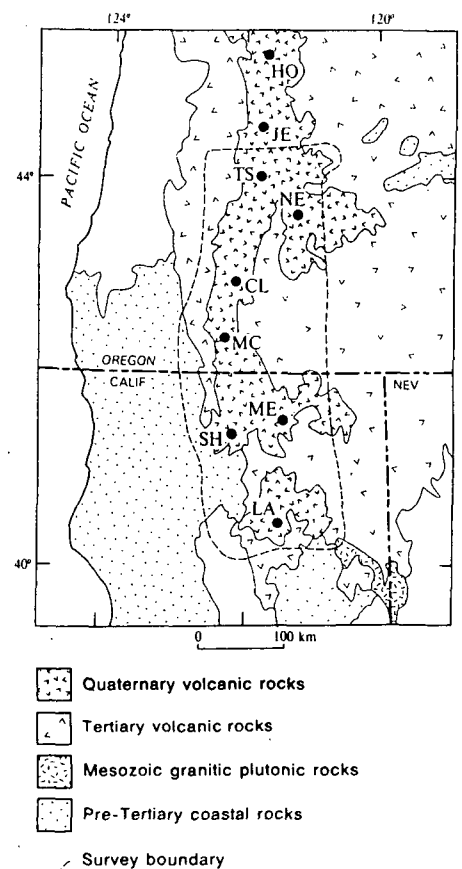 124° 120°
HO
PACIFIC OCEAN
JE
44°
TS
NE
CL
MC
OREGON
CALIF
NEV
ME
SH
LA
40°
0 100 km
Quaternary volcanic rocks
Tertiary volcanic rocks
Mesozoic granitic plutonic rocks
Pre-Tertiary coastal rocks
Survey boundary